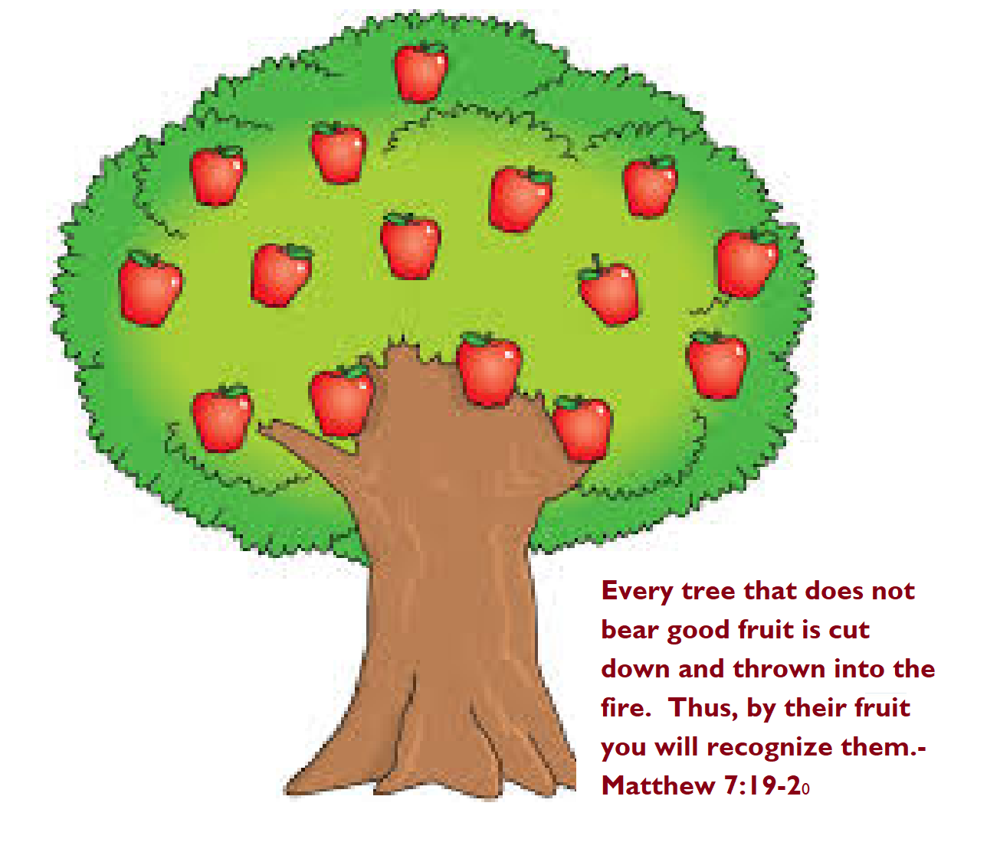 Every tree that does not
bear good fruit is cut
down and thrown into the
fire.  Thus, by their fruit
you will recognize them.-
Matthew 7:19-20